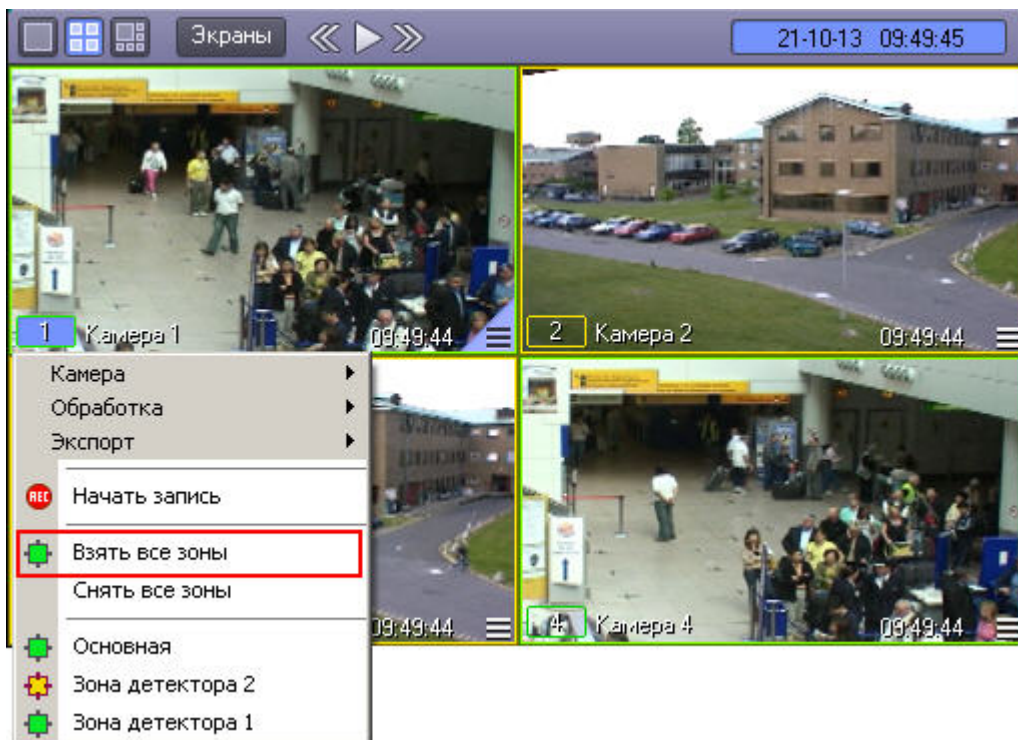 Экраны
21-10-13 09:49:45
1 Камера 1 09:49:44
2 Камера 2 09:49:44
Камера
Обработка
Экспорт
REC Начать запись
Взять все зоны
Снять все зоны
09:49:44
4 Камера 4 09:49:44
Основная
Зона детектора 2
Зона детектора 1